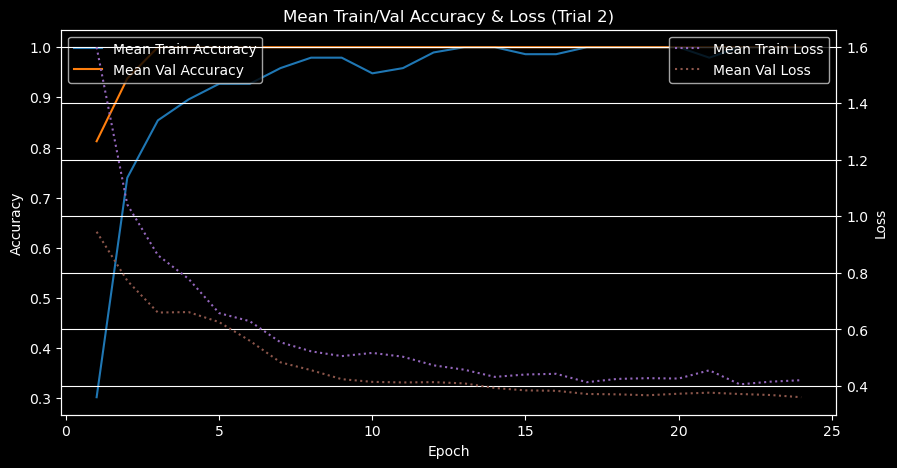 Mean Train/Val Accuracy & Loss (Trial 2)
Mean Train Accuracy
Mean Val Accuracy
Mean Train Loss
Mean Val Loss
1.0
0.9
0.8
0.7
0.6
0.5
0.4
0.3
Accuracy
1.6
1.4
1.2
1.0
0.8
0.6
0.4
Loss
0
5
10
15
20
25
Epoch